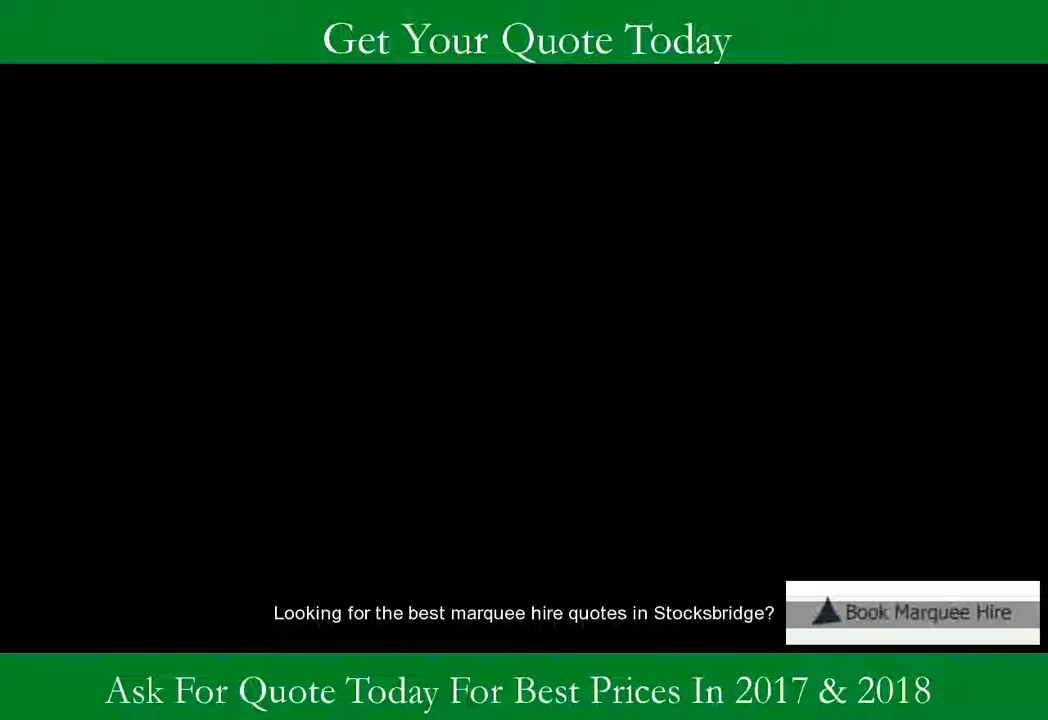 Get Your Quote Today
Looking for the best marquee hire quotes in Stocksbridge?
Book Marquee Hire
Ask For Quote Today For Best Prices In 2017 & 2018